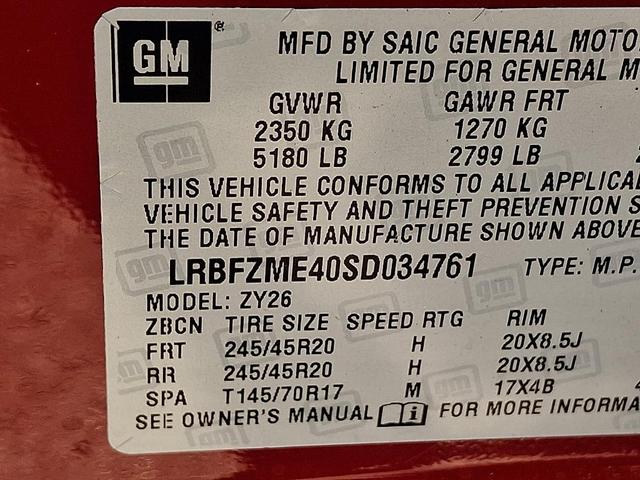 GM ®
MFD BY SAIC GENERAL MOTO
LIMITED FOR GENERAL M
GVWR GAWR FRT
2350 KG 1270 KG
5180 LB 2799 LB
THIS VEHICLE CONFORMS TO ALL APPLICA
VEHICLE SAFETY AND THEFT PREVENTION S
THE DATE OF MANUFACTURE SHOWN ABOVE
LRBFZME40SD034761 TYPE: M.P.
MODEL: ZY26
ZBCN TIRE SIZE SPEED RTG RIM
FRT 245/45R20 H 20X8.5J
RR 245/45R20 H 20X8.5J
SPA T145/70R17 M 17X4B
SEE OWNER'S MANUAL i FOR MORE INFORMA